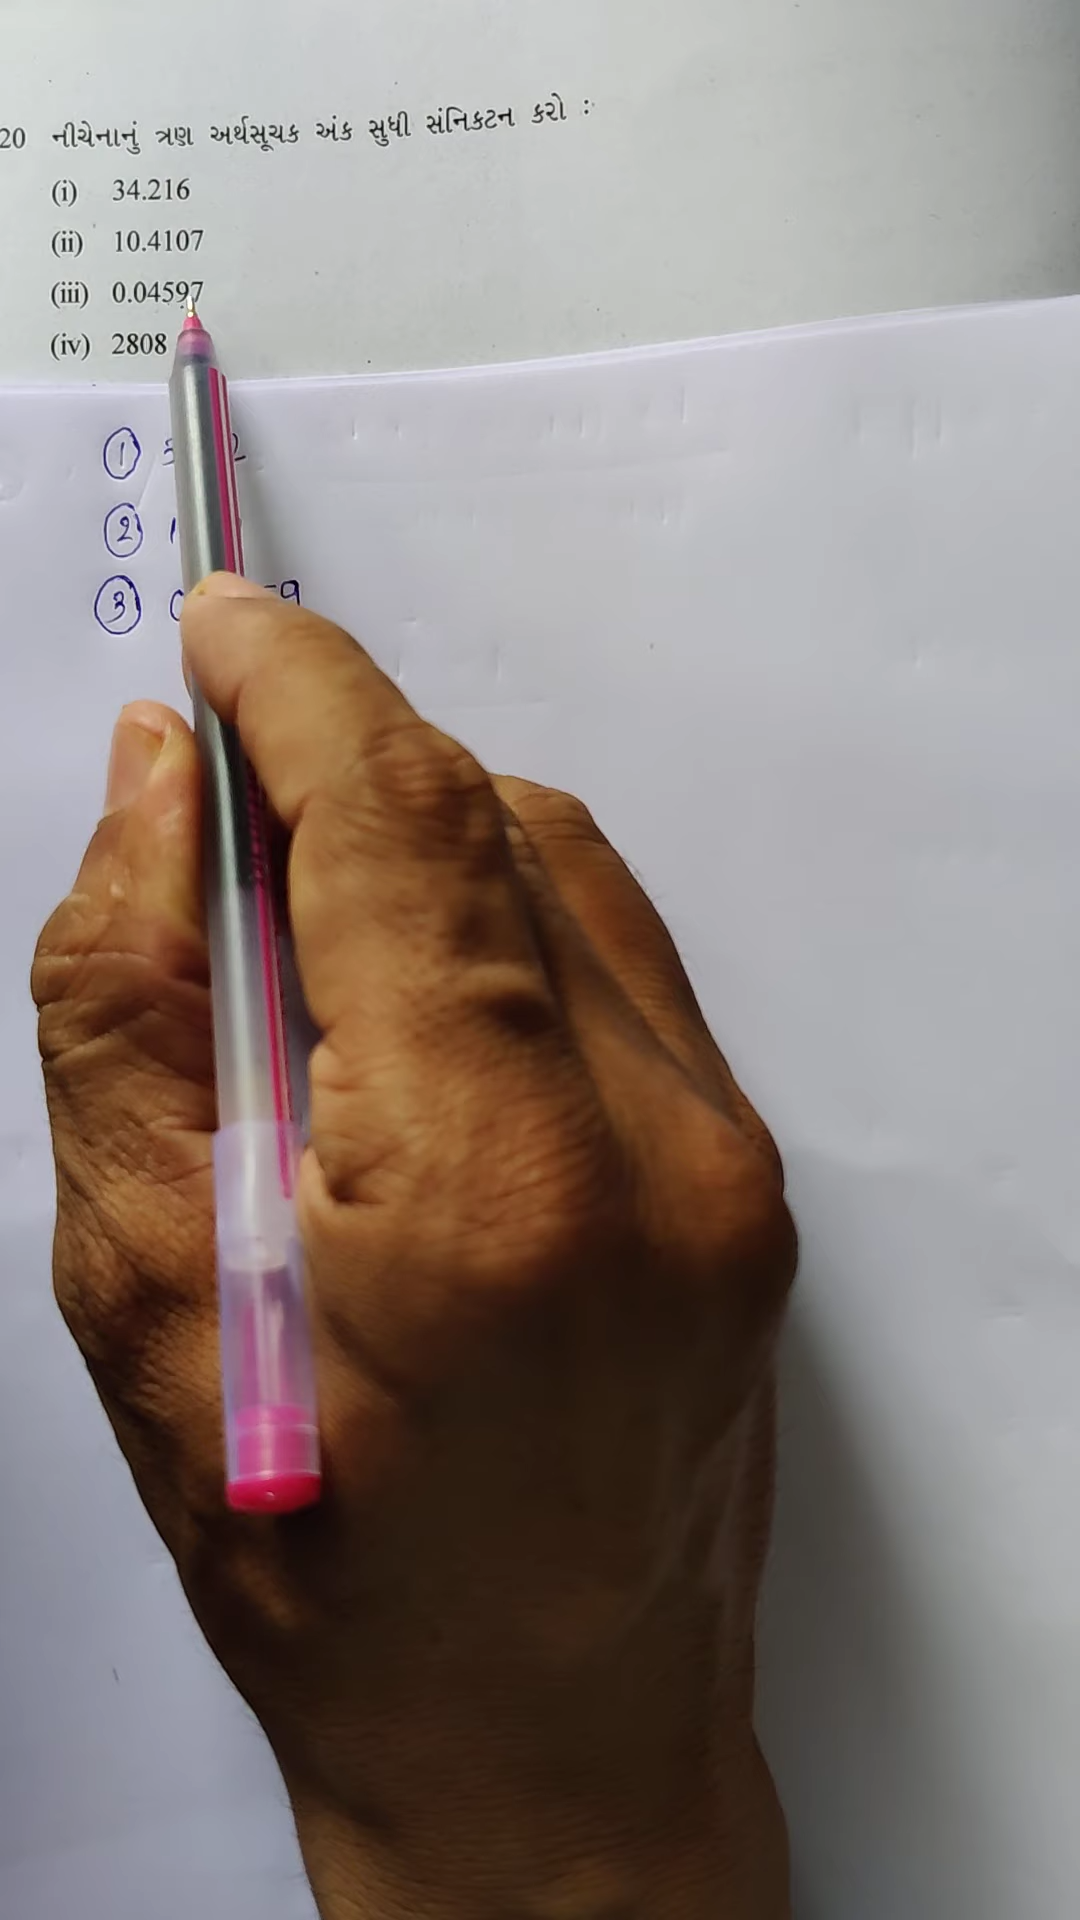 20 નીચેનાનું ત્રણ અર્થસૂચક અંક સુધી સંનિકટન કરો :
(i) 34.216
(ii) 10.4107
(iii) 0.04597
(iv) 2808
1
2
3